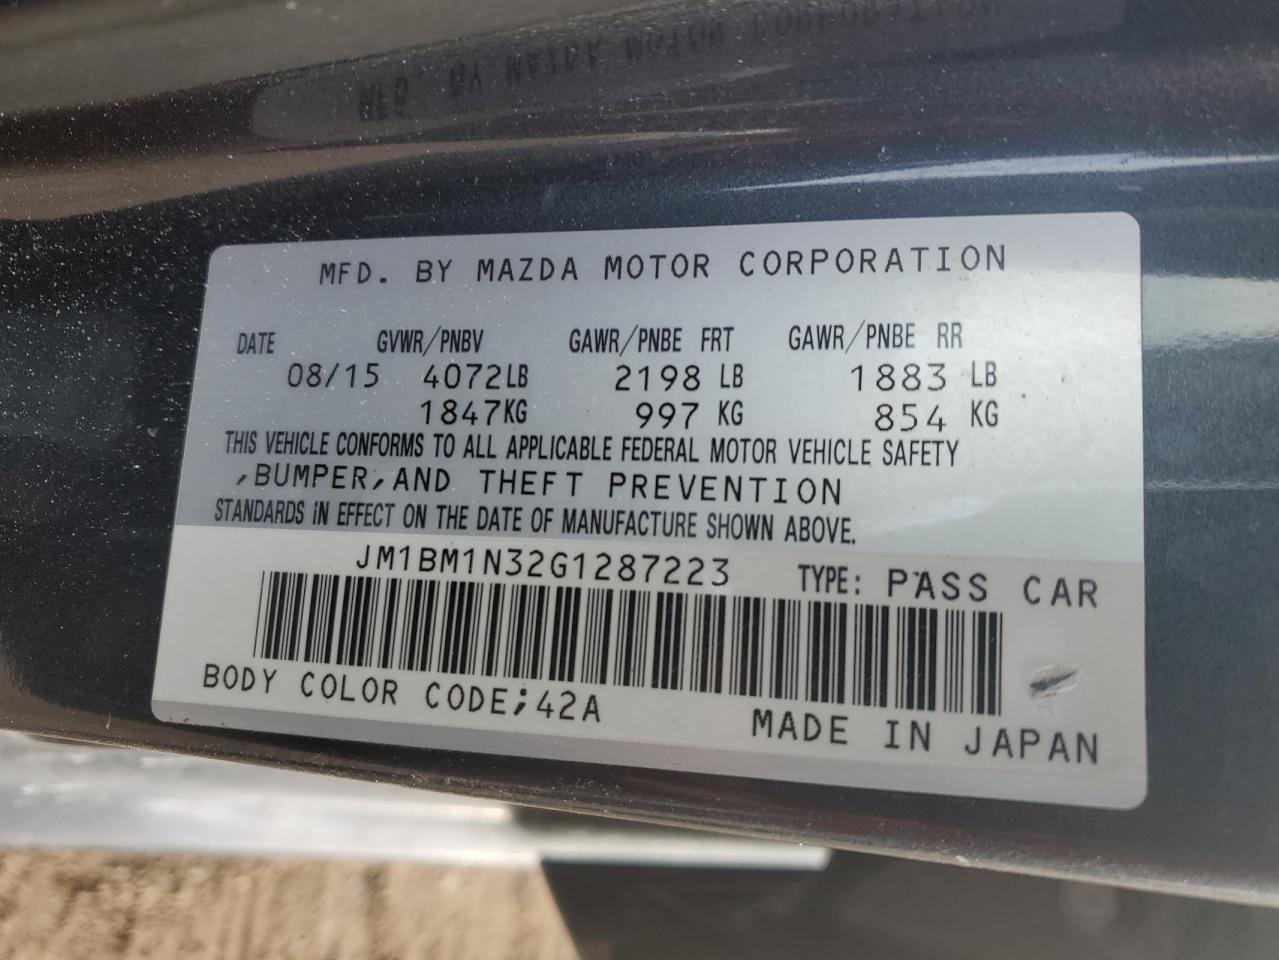 MFD. BY MAZDA MOTOR CORPORATION
DATE GVWR/PNBV GAWR/PNBE FRT GAWR/PNBE RR
08/15 4072LB 2198 LB 1883 LB
1847KG 997 KG 854 KG
THIS VEHICLE CONFORMS TO ALL APPLICABLE FEDERAL MOTOR VEHICLE SAFETY
,BUMPER,AND THEFT PREVENTION
STANDARDS IN EFFECT ON THE DATE OF MANUFACTURE SHOWN ABOVE.
JM1BM1N32G1287223 TYPE: PASS CAR
BODY COLOR CODE;42A
MADE IN JAPAN